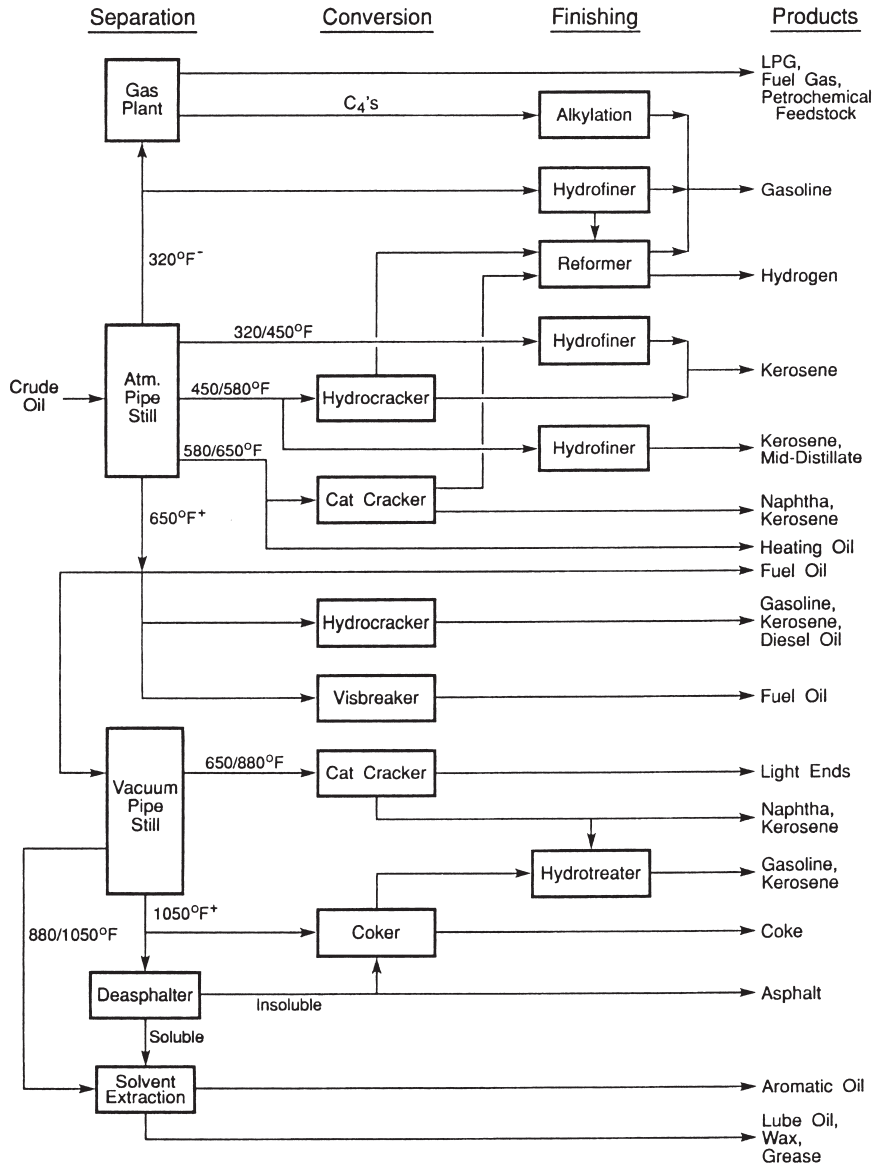 Separation
Conversion
Finishing
Products
Gas
Plant
LPG,
Fuel Gas,
Petrochemical
Feedstock
C₄'s
Alkylation
Hydrofiner
Gasoline
320°F⁻
Reformer
Hydrogen
320/450°F
Hydrofiner
Kerosene
Crude
Oil
Atm.
Pipe
Still
450/580°F
Hydrocracker
580/650°F
Hydrofiner
Kerosene,
Mid-Distillate
Cat Cracker
Naphtha,
Kerosene
650°F⁺
Heating Oil
Fuel Oil
Hydrocracker
Gasoline,
Kerosene,
Diesel Oil
Visbreaker
Fuel Oil
Vacuum
Pipe
Still
650/880°F
Cat Cracker
Light Ends
Naphtha,
Kerosene
Hydrotreater
Gasoline,
Kerosene
880/1050°F
1050°F⁺
Coker
Coke
Deasphalter
Insoluble
Asphalt
Soluble
Solvent
Extraction
Aromatic Oil
Lube Oil,
Wax,
Grease